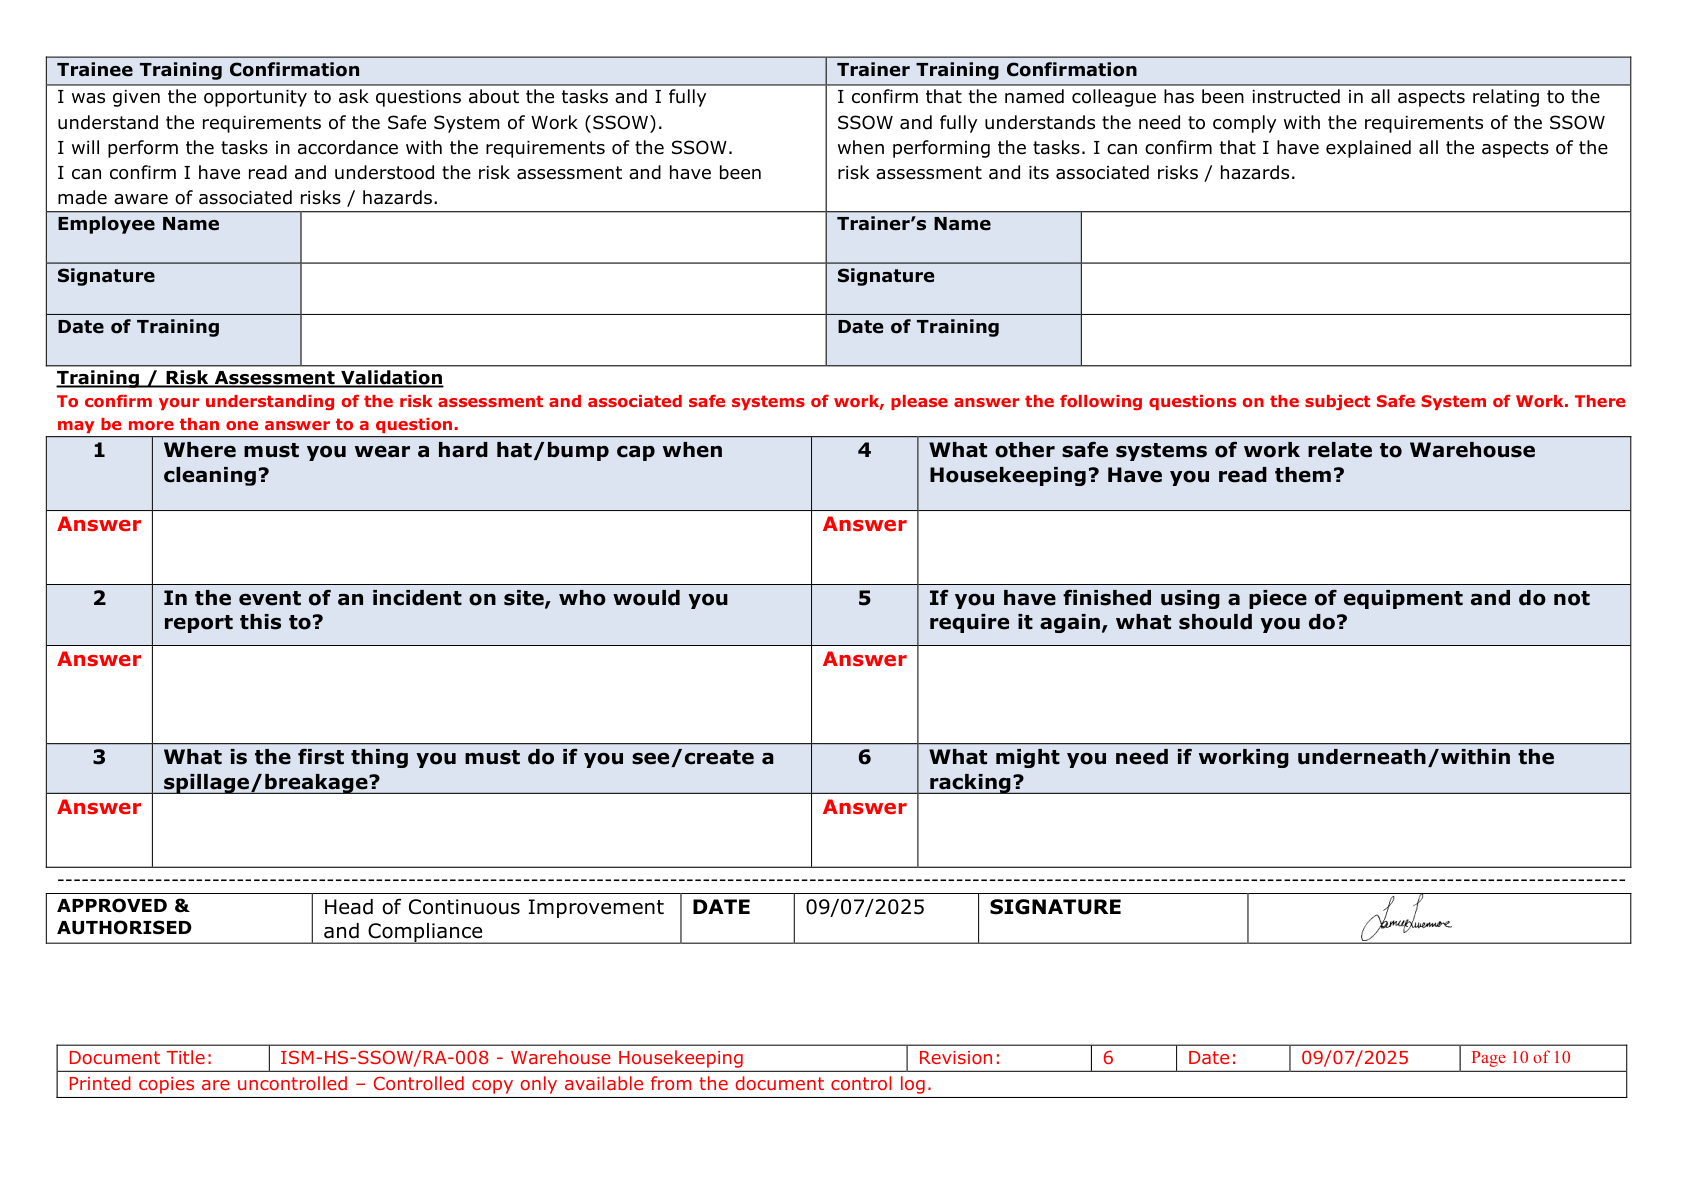 Trainee Training Confirmation
Trainer Training Confirmation
I was given the opportunity to ask questions about the tasks and I fully
understand the requirements of the Safe System of Work (SSOW).
I will perform the tasks in accordance with the requirements of the SSOW.
I can confirm I have read and understood the risk assessment and have been
made aware of associated risks / hazards.
I confirm that the named colleague has been instructed in all aspects relating to the
SSOW and fully understands the need to comply with the requirements of the SSOW
when performing the tasks. I can confirm that I have explained all the aspects of the
risk assessment and its associated risks / hazards.
Employee Name
Trainer’s Name
Signature
Signature
Date of Training
Date of Training
Training / Risk Assessment Validation
To confirm your understanding of the risk assessment and associated safe systems of work, please answer the following questions on the subject Safe System of Work. There
may be more than one answer to a question.
1
Where must you wear a hard hat/bump cap when
cleaning?
4
What other safe systems of work relate to Warehouse
Housekeeping? Have you read them?
Answer
Answer
2
In the event of an incident on site, who would you
report this to?
5
If you have finished using a piece of equipment and do not
require it again, what should you do?
Answer
Answer
3
What is the first thing you must do if you see/create a
spillage/breakage?
6
What might you need if working underneath/within the
racking?
Answer
Answer
APPROVED &
AUTHORISED
Head of Continuous Improvement
and Compliance
DATE
09/07/2025
SIGNATURE
Document Title:
ISM-HS-SSOW/RA-008 - Warehouse Housekeeping
Revision:
6
Date:
09/07/2025
Page 10 of 10
Printed copies are uncontrolled – Controlled copy only available from the document control log.